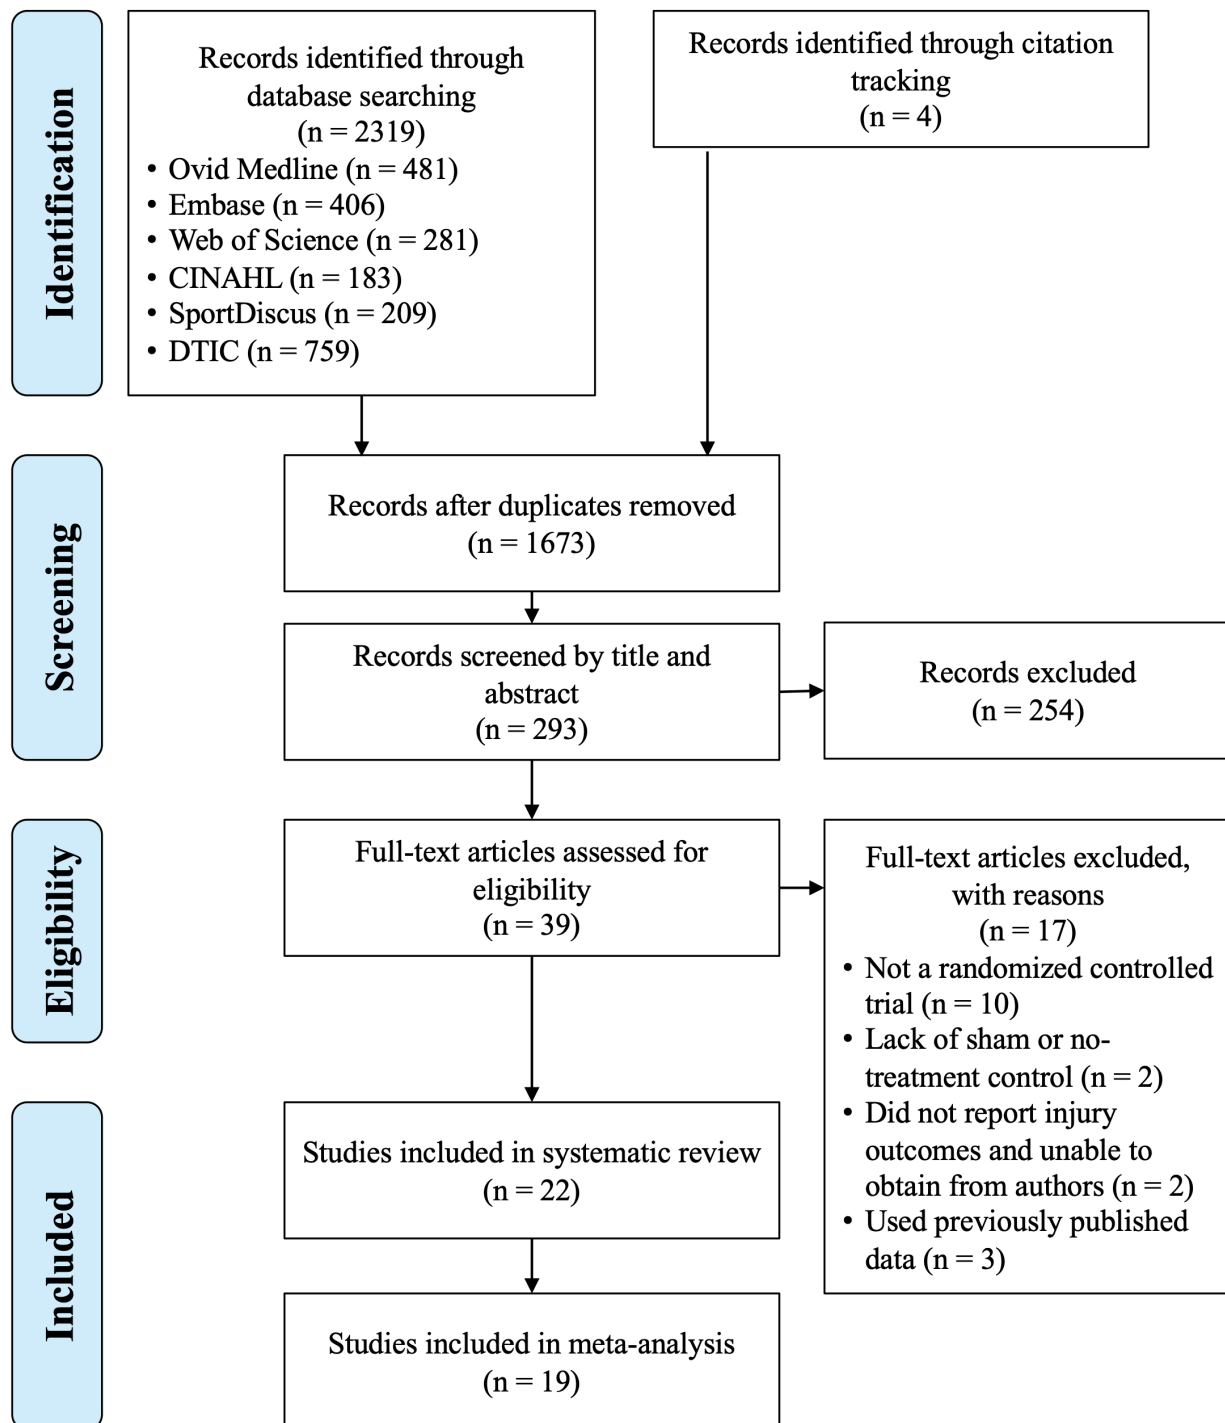 Identification
Records identified through
database searching
(n = 2319)
• Ovid Medline (n = 481)
• Embase (n = 406)
• Web of Science (n = 281)
• CINAHL (n = 183)
• SportDiscus (n = 209)
• DTIC (n = 759)
Records identified through citation
tracking
(n = 4)
Screening
Records after duplicates removed
(n = 1673)
Records screened by title and
abstract
(n = 293)
Records excluded
(n = 254)
Eligibility
Full-text articles assessed for
eligibility
(n = 39)
Full-text articles excluded,
with reasons
(n = 17)
• Not a randomized controlled
trial (n = 10)
• Lack of sham or no-
treatment control (n = 2)
• Did not report injury
outcomes and unable to
obtain from authors (n = 2)
• Used previously published
data (n = 3)
Included
Studies included in systematic review
(n = 22)
Studies included in meta-analysis
(n = 19)